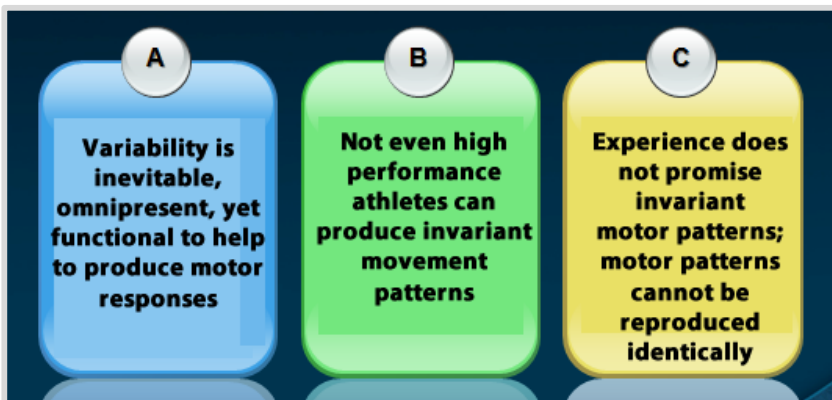 A
Variability is
inevitable,
omnipresent, yet
functional to help
to produce motor
responses
B
Not even high
performance
athletes can
produce invariant
movement
patterns
C
Experience does
not promise
invariant
motor patterns;
motor patterns
cannot be
reproduced
identically